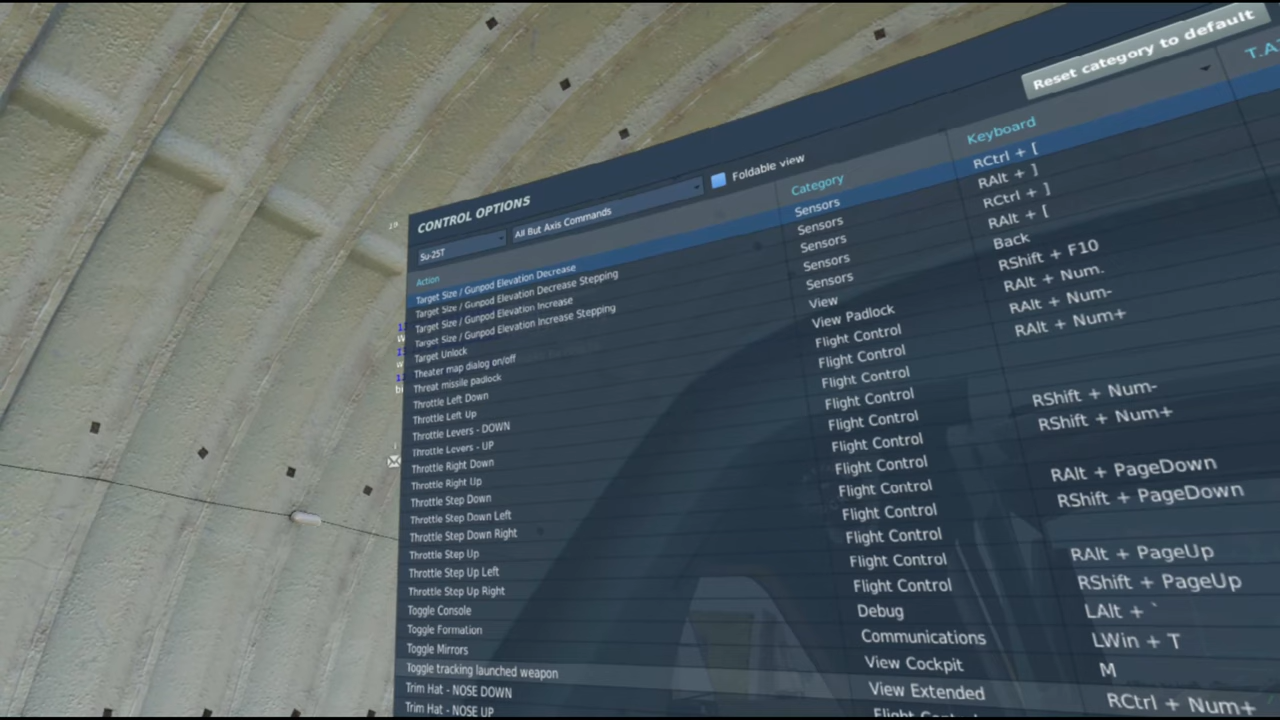 Reset category to default
CONTROL OPTIONS
Su-25T All But Axis Commands Foldable view
Action Category Keyboard
Target Size / Gunpod Elevation Decrease Sensors RCtrl + [
Target Size / Gunpod Elevation Decrease Stepping Sensors RAlt + ]
Target Size / Gunpod Elevation Increase Sensors RCtrl + ]
Target Size / Gunpod Elevation Increase Stepping Sensors RAlt + [
Target Unlock Sensors Back
Theater map dialog on/off View RShift + F10
Threat missile padlock View Padlock RAlt + Num.
Throttle Left Down Flight Control RAlt + Num-
Throttle Left Up Flight Control RAlt + Num+
Throttle Levers - DOWN Flight Control
Throttle Levers - UP Flight Control
Throttle Right Down Flight Control RShift + Num-
Throttle Right Up Flight Control RShift + Num+
Throttle Step Down Flight Control
Throttle Step Down Left Flight Control RAlt + PageDown
Throttle Step Down Right Flight Control RShift + PageDown
Throttle Step Up Flight Control
Throttle Step Up Left Flight Control RAlt + PageUp
Throttle Step Up Right Flight Control RShift + PageUp
Toggle Console Debug LAlt + `
Toggle Formation Communications LWin + T
Toggle Mirrors View Cockpit M
Toggle tracking launched weapon View Extended RCtrl + Num+
Trim Hat - NOSE DOWN Flight Control
Trim Hat - NOSE UP